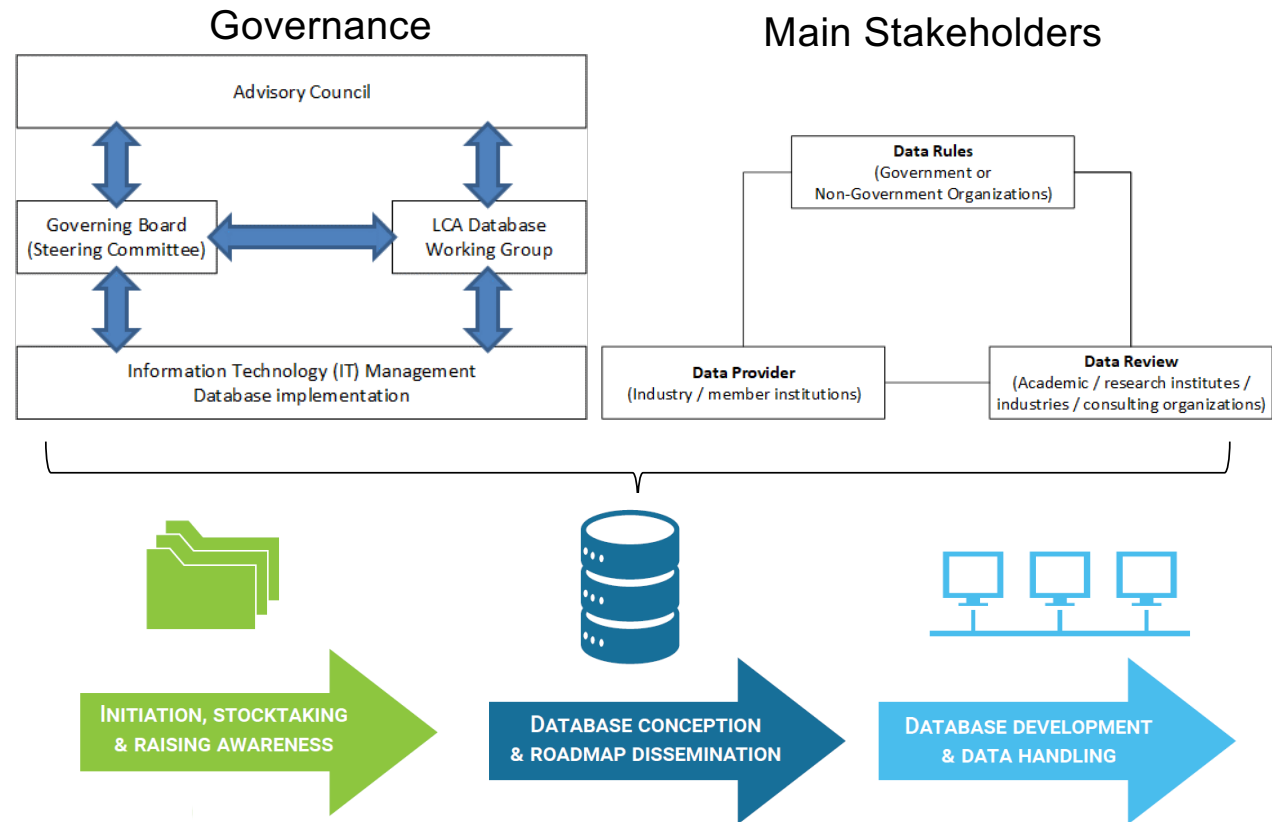 Governance
Main Stakeholders
Advisory Council
Governing Board
(Steering Committee)
LCA Database
Working Group
Information Technology (IT) Management
Database implementation
Data Rules
(Government or
Non-Government Organizations)
Data Provider
(Industry / member institutions)
Data Review
(Academic / research institutes /
industries / consulting organizations)
INITIATION, STOCKTAKING
& RAISING AWARENESS
DATABASE CONCEPTION
& ROADMAP DISSEMINATION
DATABASE DEVELOPMENT
& DATA HANDLING